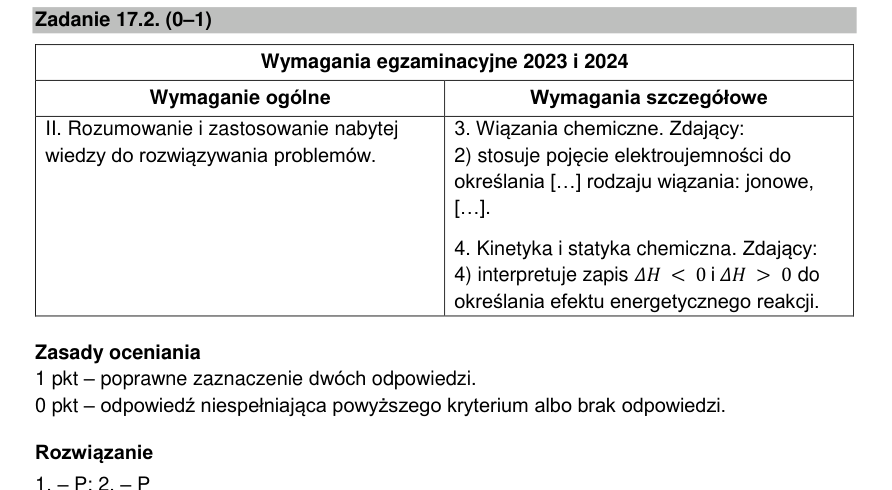 Zadanie 17.2. (0–1)
Wymagania egzaminacyjne 2023 i 2024
Wymaganie ogólne
Wymagania szczegółowe
II. Rozumowanie i zastosowanie nabytej
wiedzy do rozwiązywania problemów.
3. Wiązania chemiczne. Zdający:
2) stosuje pojęcie elektroujemności do
określania […] rodzaju wiązania: jonowe,
[…].
4. Kinetyka i statyka chemiczna. Zdający:
4) interpretuje zapis ΔH < 0 i ΔH > 0 do
określania efektu energetycznego reakcji.
Zasady oceniania
1 pkt – poprawne zaznaczenie dwóch odpowiedzi.
0 pkt – odpowiedź niespełniająca powyższego kryterium albo brak odpowiedzi.
Rozwiązanie
1. – P; 2. – P